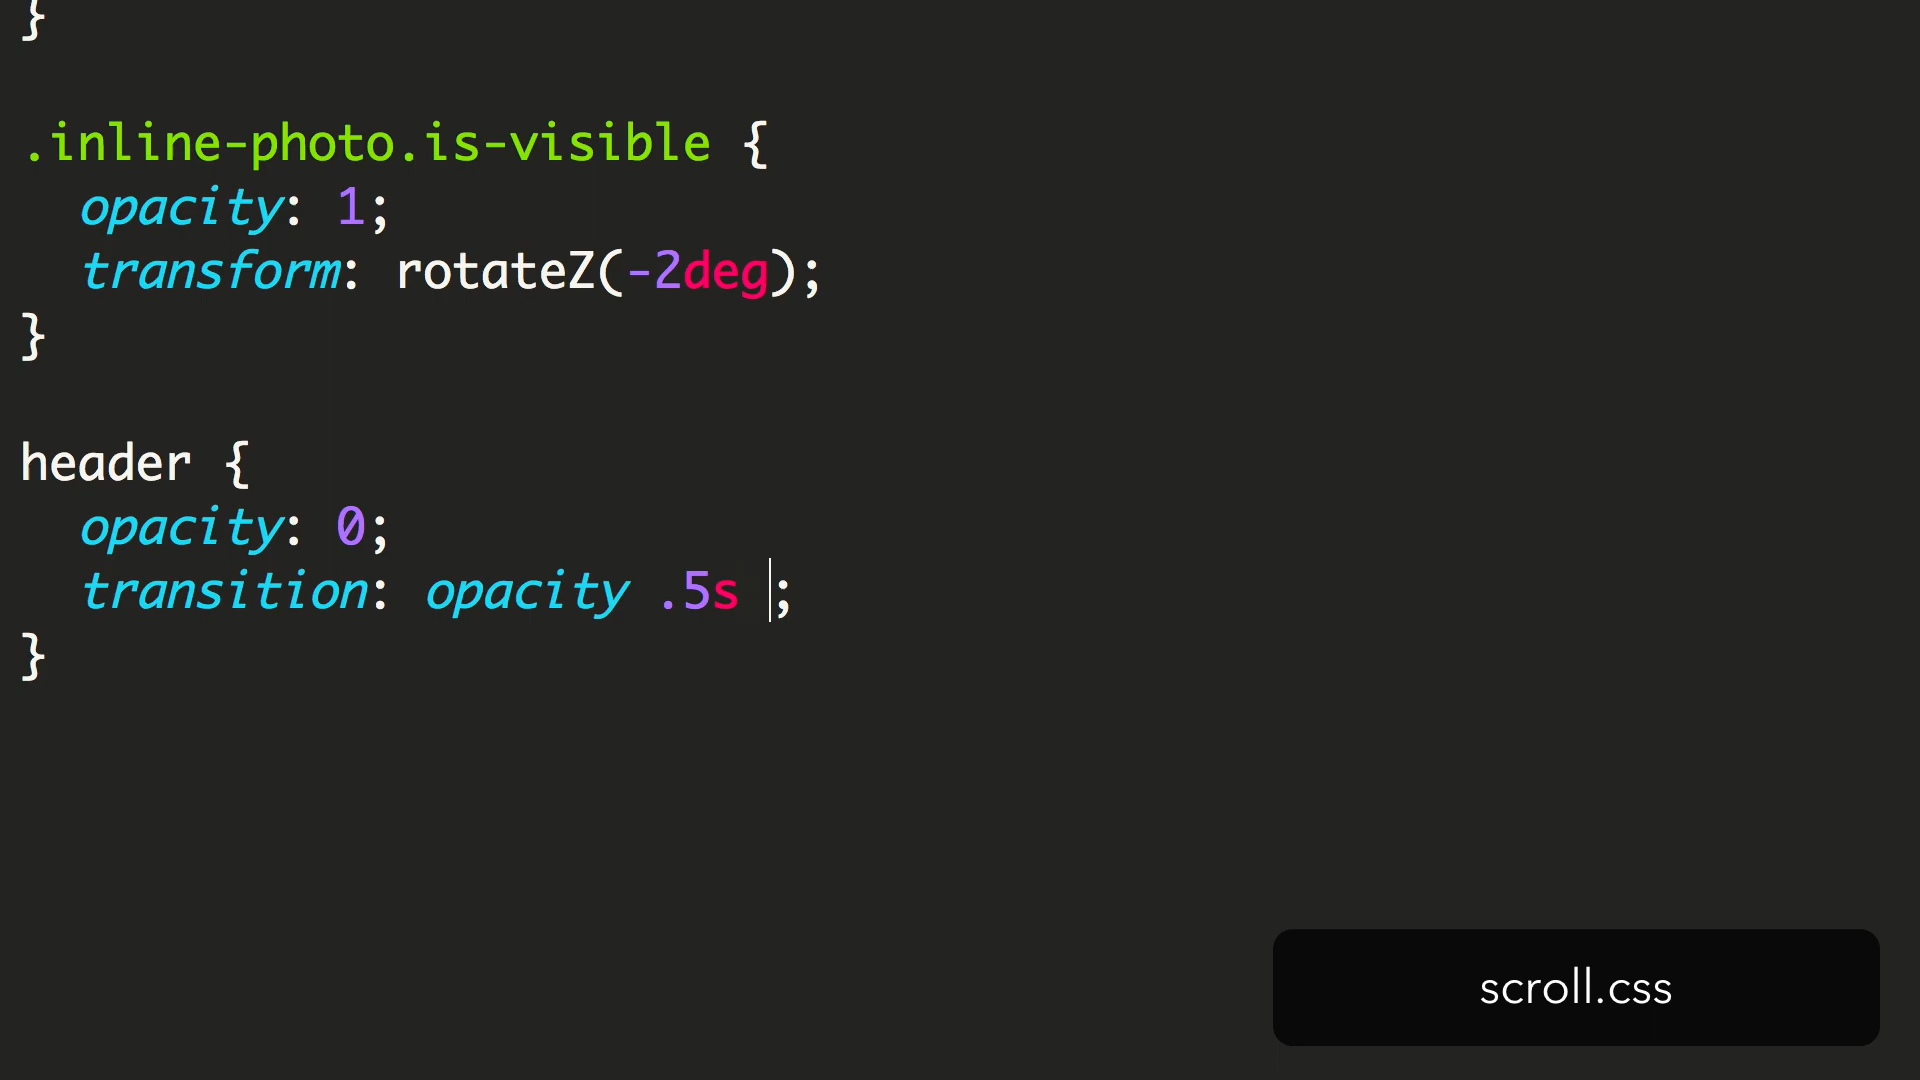 }
.inline-photo.is-visible {
  opacity: 1;
  transform: rotateZ(-2deg);
}
header {
  opacity: 0;
  transition: opacity .5s ;
}
scroll.css